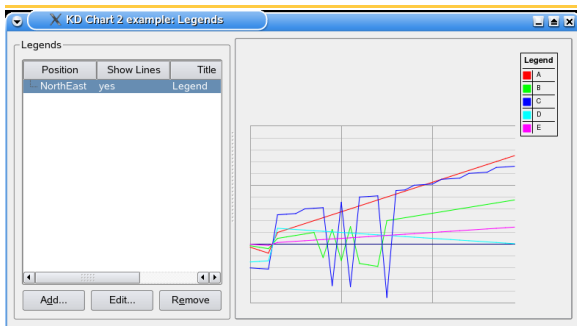 KD Chart 2 example: Legends
Legends
Position Show Lines Title
NorthEast yes Legend
Add... Edit... Remove
Legend
A
B
C
D
E